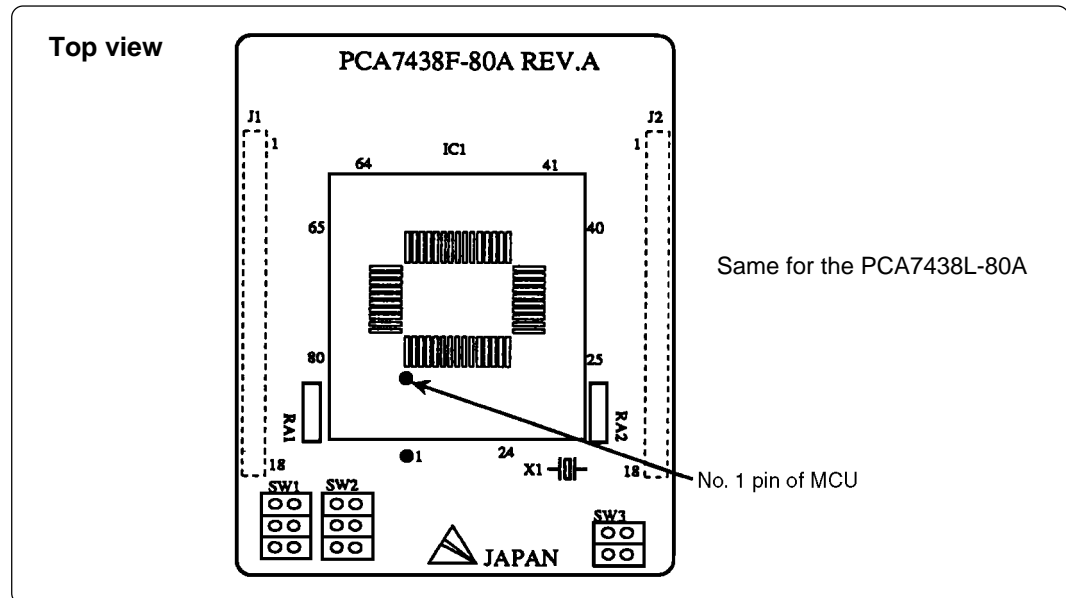 Top view
PCA7438F-80A REV.A
J1
J2
1
1
IC1
64
41
65
40
Same for the PCA7438L-80A
80
25
RA1
RA2
1
24
X1
18
18
No. 1 pin of MCU
SW1
SW2
SW3
JAPAN